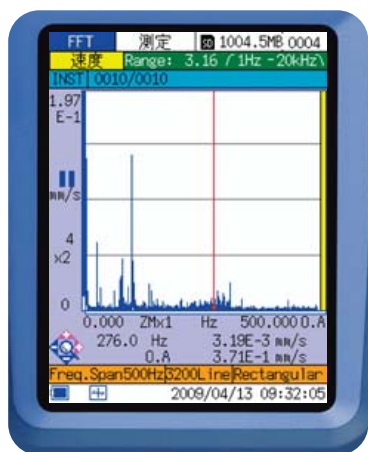 FFT 測定 SD 1004.5MB 0004
速度 Range: 3.16 / 1Hz -20kHz\
INST 0010/0010
1.97
E-1
mm/s
4
x2
0
0.000 ZMx1 Hz 500.000 O.A
276.0 Hz 3.19E-3 mm/s
O.A 3.71E-1 mm/s
Freq.Span500Hz 3200Line Rectangular
2009/04/13 09:32:05